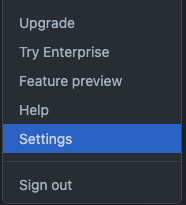 Upgrade
Try Enterprise
Feature preview
Help
Settings
Sign out